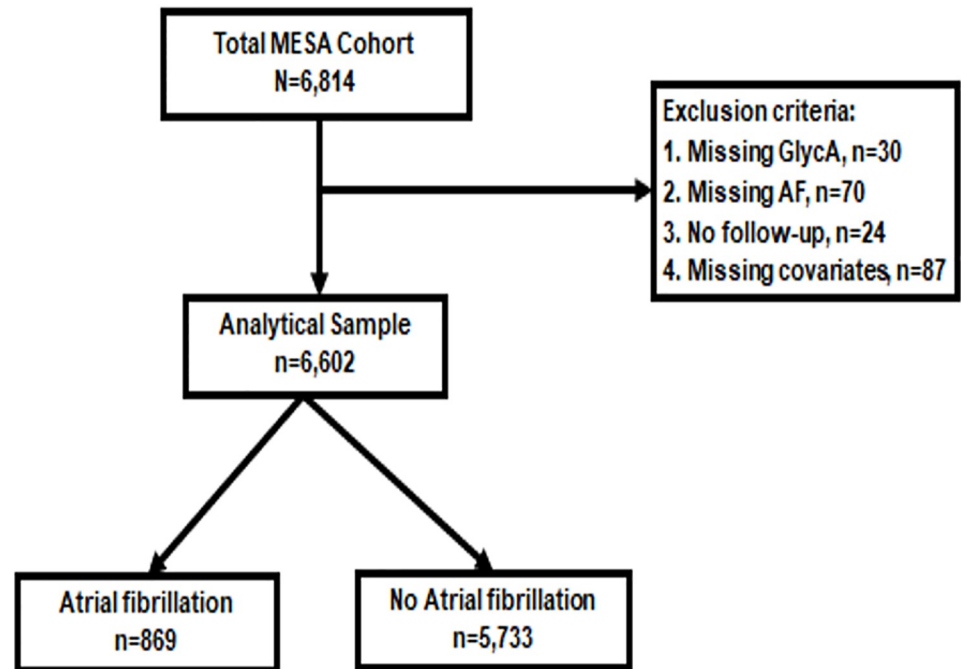 Total MESA Cohort
N=6,814
Exclusion criteria:
1. Missing GlycA, n=30
2. Missing AF, n=70
3. No follow-up, n=24
4. Missing covariates, n=87
Analytical Sample
n=6,602
Atrial fibrillation
n=869
No Atrial fibrillation
n=5,733